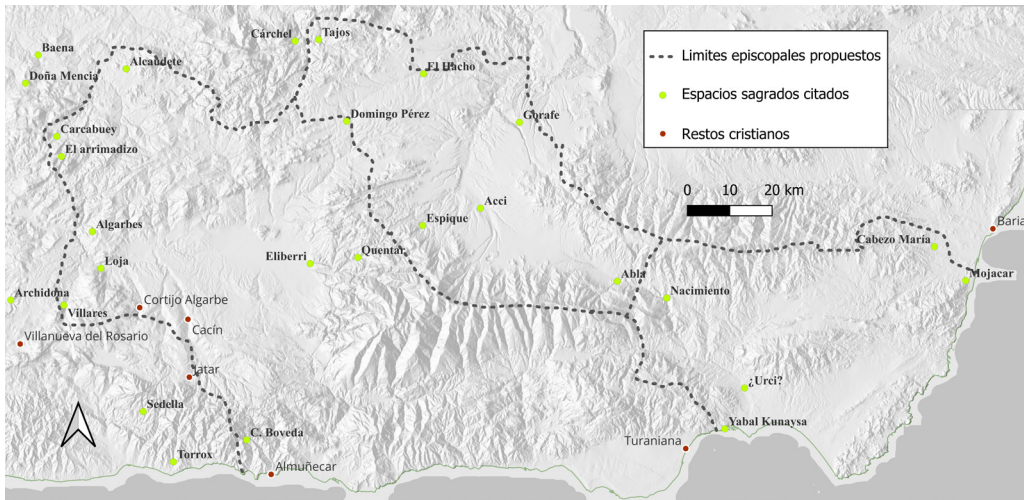 Baena
Cárchel
Tajos
Doña Mencia
Alcaudete
El Hacho
Limites episcopales propuestos
Espacios sagrados citados
Restos cristianos
Carcabuey
El arrimadizo
Domingo Pérez
Gorafe
0 10 20 km
Acci
Espique
Algarbes
Loja
Eliberri
Quentar
Cabezo María
Baria
Mojacar
Abla
Nacimiento
Archidona
Villares
Cortijo Algarbe
Cacín
Villanueva del Rosario
Jatar
Sedella
¿Urci?
C. Boveda
Turaniana
Yabal Kunaysa
Torrox
Almuñecar